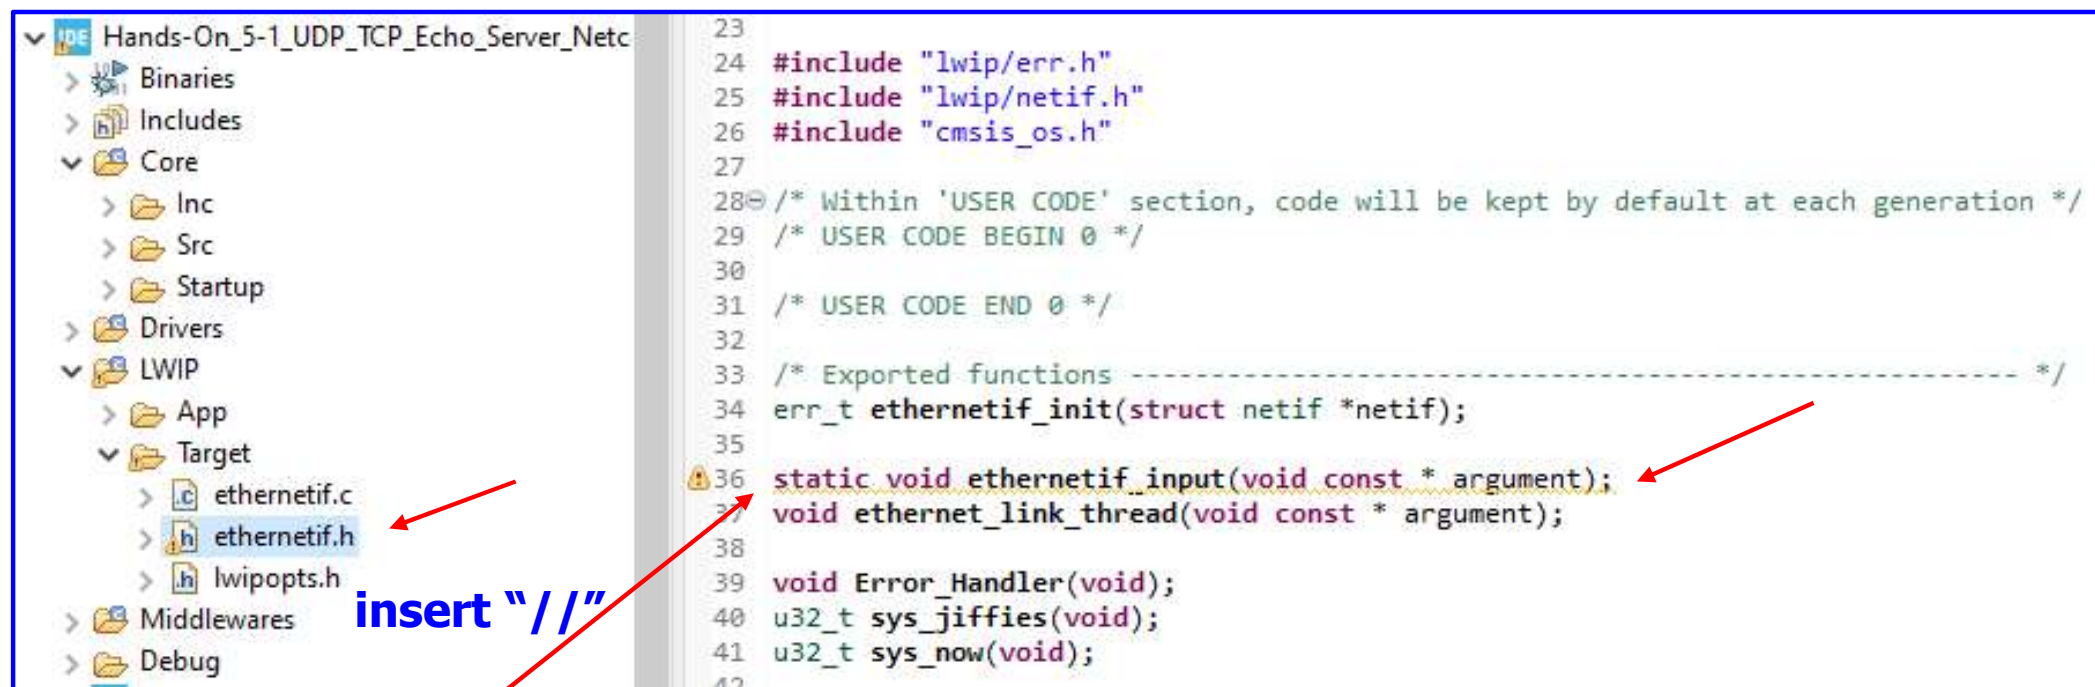 IDE Hands-On_5-1_UDP_TCP_Echo_Server_Netc
Binaries
Includes
Core
Inc
Src
Startup
Drivers
LWIP
App
Target
.c ethernetif.c
.h ethernetif.h
.h lwipopts.h
Middlewares
Debug
insert “//”
23
24 #include "lwip/err.h"
25 #include "lwip/netif.h"
26 #include "cmsis_os.h"
27
28 /* Within 'USER CODE' section, code will be kept by default at each generation */
29 /* USER CODE BEGIN 0 */
30
31 /* USER CODE END 0 */
32
33 /* Exported functions ------------------------------------------------------- */
34 err_t ethernetif_init(struct netif *netif);
35
36 static void ethernetif_input(void const * argument);
37 void ethernet_link_thread(void const * argument);
38
39 void Error_Handler(void);
40 u32_t sys_jiffies(void);
41 u32_t sys_now(void);
42